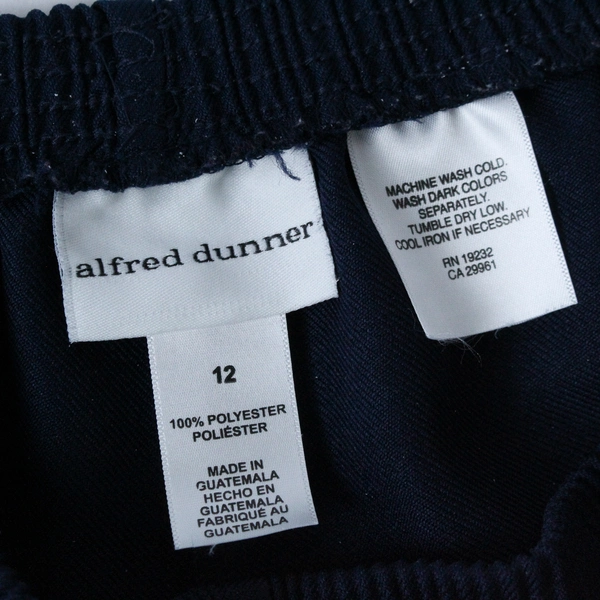 alfred dunner
12
100% POLYESTER
POLIÉSTER
MADE IN
GUATEMALA
HECHO EN
GUATEMALA
FABRIQUÉ AU
GUATEMALA
MACHINE WASH COLD.
WASH DARK COLORS
SEPARATELY.
TUMBLE DRY LOW.
COOL IRON IF NECESSARY
RN 19232
CA 29961